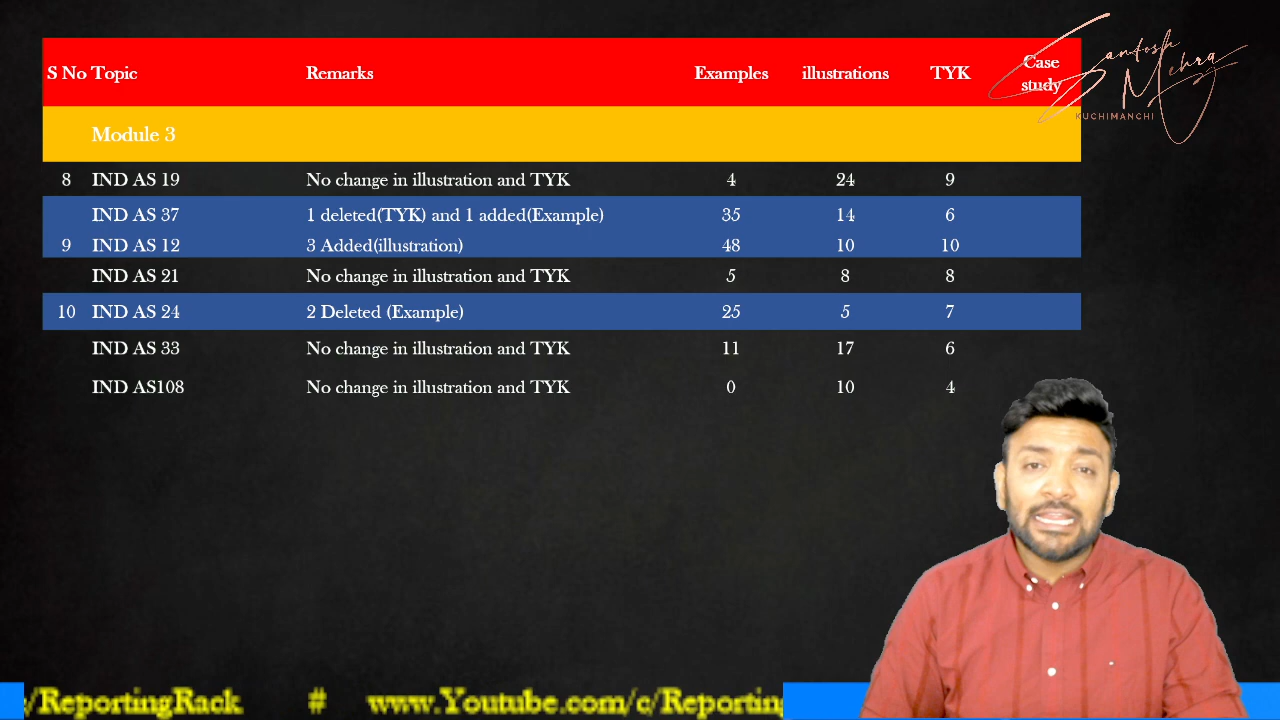 S No Topic Remarks Examples illustrations TYK Case study
Module 3
8 IND AS 19 No change in illustration and TYK 4 24 9
IND AS 37 1 deleted(TYK) and 1 added(Example) 35 14 6
9 IND AS 12 3 Added(illustration) 48 10 10
IND AS 21 No change in illustration and TYK 5 8 8
10 IND AS 24 2 Deleted (Example) 25 5 7
IND AS 33 No change in illustration and TYK 11 17 6
IND AS108 No change in illustration and TYK 0 10 4
Santosh Mehra
KUCHIMANCHI
/ReportingRack # www.Youtube.com/c/Reporting